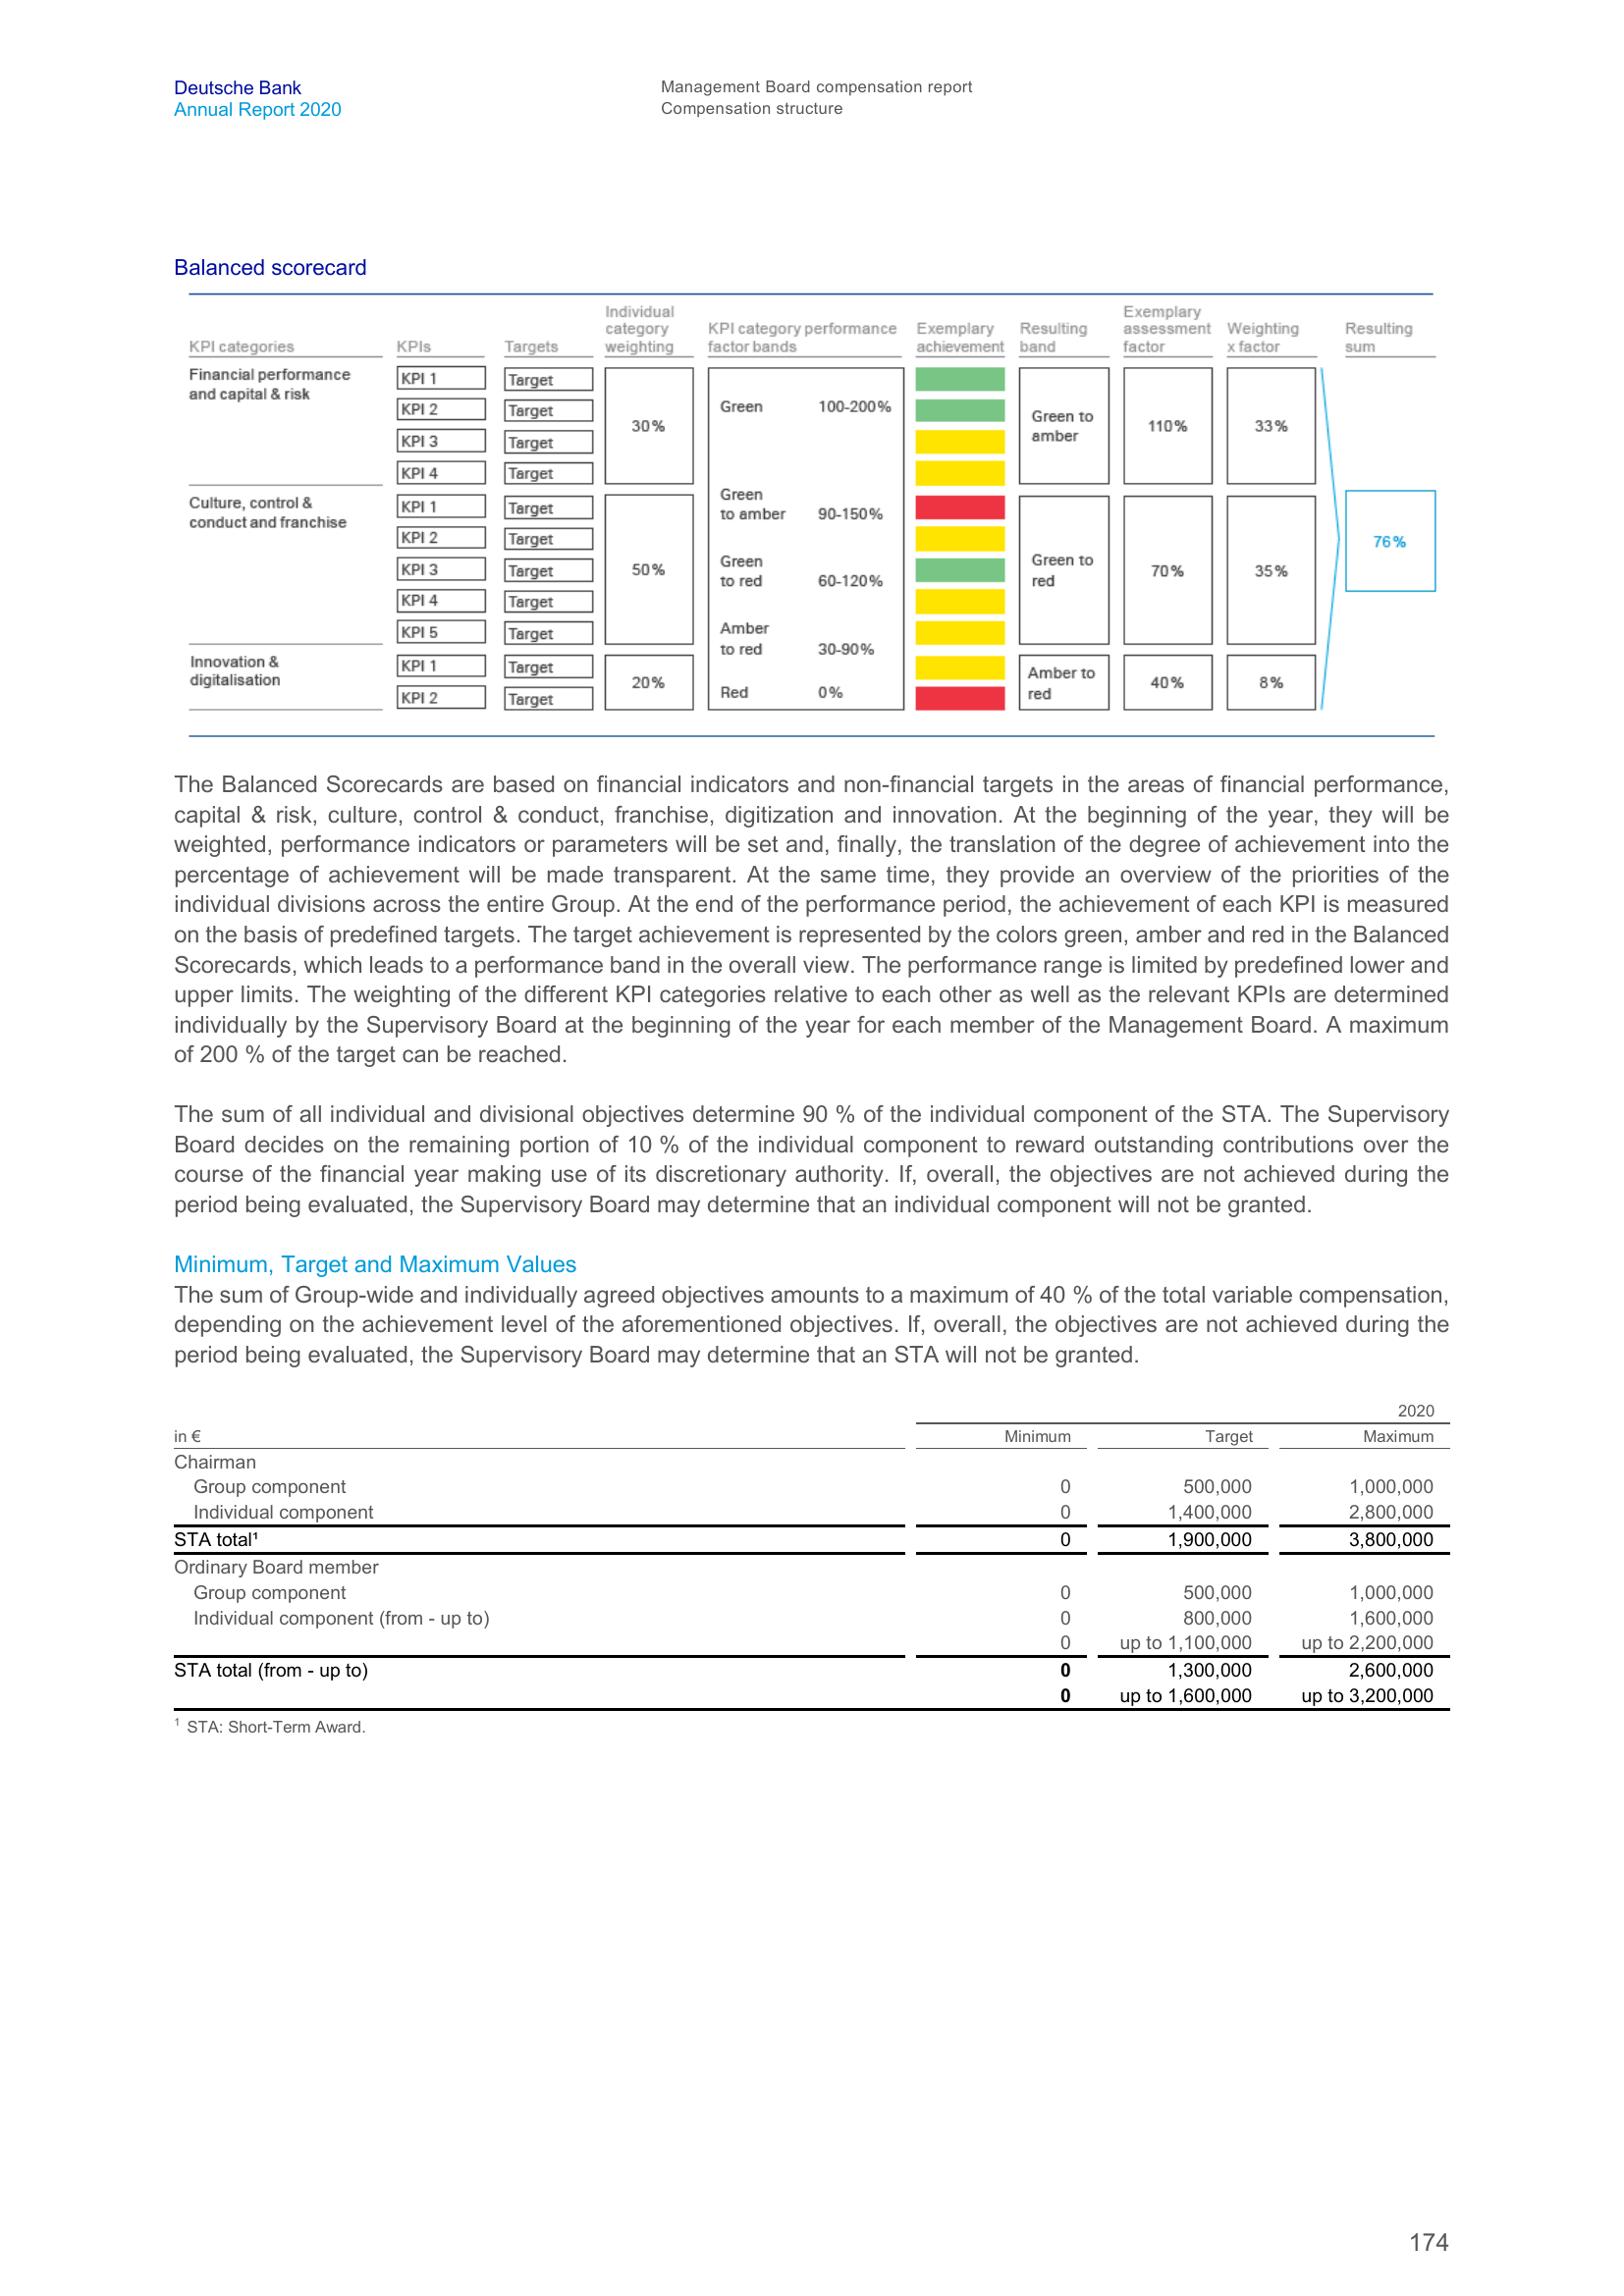 Deutsche Bank
Annual Report 2020
Management Board compensation report
Compensation structure
Balanced scorecard
KPI categories
KPIs
Targets
Individual
category
weighting
KPI category performance
factor bands
Exemplary
achievement
Resulting
band
Exemplary
assessment
factor
Weighting
x factor
Resulting
sum
Financial performance
and capital & risk
KPI 1 Target
KPI 2 Target
KPI 3 Target
KPI 4 Target
30%
Green to
amber
110%
33%
Culture, control &
conduct and franchise
KPI 1 Target
KPI 2 Target
KPI 3 Target
KPI 4 Target
KPI 5 Target
50%
Green to
red
70%
35%
Innovation &
digitalisation
KPI 1 Target
KPI 2 Target
20%
Amber to
red
40%
8%
Green 100-200%
Green
to amber 90-150%
Green
to red 60-120%
Amber
to red 30-90%
Red 0%
76%
The Balanced Scorecards are based on financial indicators and non-financial targets in the areas of financial performance,
capital & risk, culture, control & conduct, franchise, digitization and innovation. At the beginning of the year, they will be
weighted, performance indicators or parameters will be set and, finally, the translation of the degree of achievement into the
percentage of achievement will be made transparent. At the same time, they provide an overview of the priorities of the
individual divisions across the entire Group. At the end of the performance period, the achievement of each KPI is measured
on the basis of predefined targets. The target achievement is represented by the colors green, amber and red in the Balanced
Scorecards, which leads to a performance band in the overall view. The performance range is limited by predefined lower and
upper limits. The weighting of the different KPI categories relative to each other as well as the relevant KPIs are determined
individually by the Supervisory Board at the beginning of the year for each member of the Management Board. A maximum
of 200 % of the target can be reached.
The sum of all individual and divisional objectives determine 90 % of the individual component of the STA. The Supervisory
Board decides on the remaining portion of 10 % of the individual component to reward outstanding contributions over the
course of the financial year making use of its discretionary authority. If, overall, the objectives are not achieved during the
period being evaluated, the Supervisory Board may determine that an individual component will not be granted.
Minimum, Target and Maximum Values
The sum of Group-wide and individually agreed objectives amounts to a maximum of 40 % of the total variable compensation,
depending on the achievement level of the aforementioned objectives. If, overall, the objectives are not achieved during the
period being evaluated, the Supervisory Board may determine that an STA will not be granted.
2020
in € Minimum Target Maximum
Chairman
Group component 0 500,000 1,000,000
Individual component 0 1,400,000 2,800,000
STA total¹ 0 1,900,000 3,800,000
Ordinary Board member
Group component 0 500,000 1,000,000
Individual component (from - up to) 0 800,000 1,600,000
0 up to 1,100,000 up to 2,200,000
STA total (from - up to) 0 1,300,000 2,600,000
0 up to 1,600,000 up to 3,200,000
¹ STA: Short-Term Award.
174